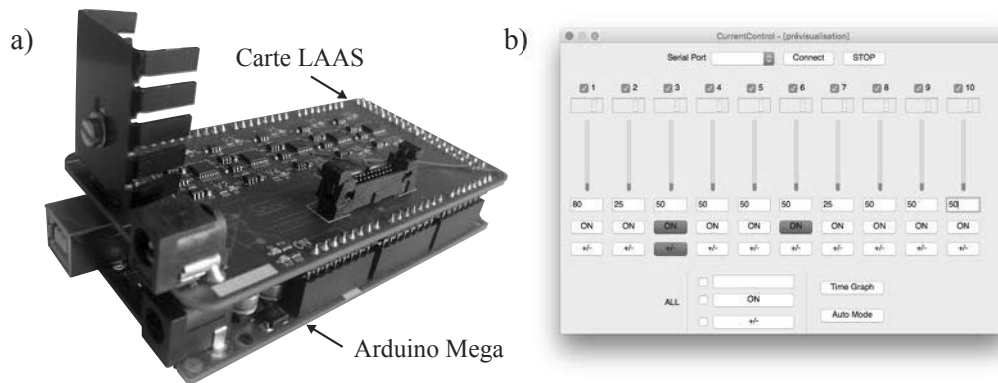 a)
Carte LAAS
Arduino Mega
b)
CurrentControl - [prévisualisation]
Serial Port Connect STOP
1 2 3 4 5 6 7 8 9 10
80 25 50 50 50 50 25 50 50 50
ON ON ON ON ON ON ON ON ON ON
+/- +/- +/- +/- +/- +/- +/- +/- +/- +/-
ALL
ON
+/-
Time Graph
Auto Mode